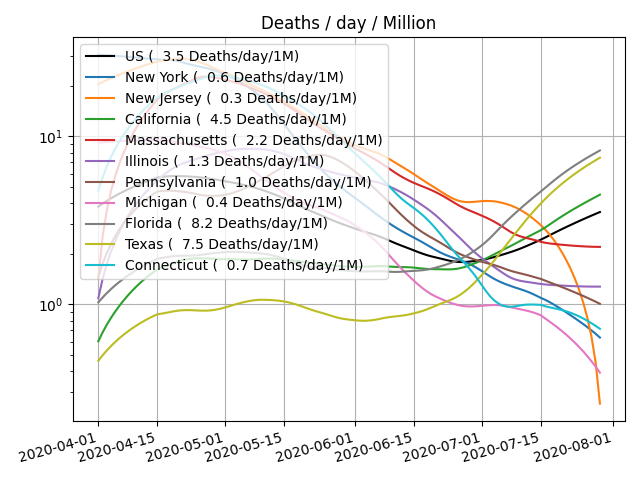 Deaths / day / Million
US (  3.5 Deaths/day/1M)
New York (  0.6 Deaths/day/1M)
New Jersey (  0.3 Deaths/day/1M)
California (  4.5 Deaths/day/1M)
Massachusetts (  2.2 Deaths/day/1M)
Illinois (  1.3 Deaths/day/1M)
Pennsylvania (  1.0 Deaths/day/1M)
Michigan (  0.4 Deaths/day/1M)
Florida (  8.2 Deaths/day/1M)
Texas (  7.5 Deaths/day/1M)
Connecticut (  0.7 Deaths/day/1M)
10¹
10⁰
2020-04-01 2020-04-15 2020-05-01 2020-05-15 2020-06-01 2020-06-15 2020-07-01 2020-07-15 2020-08-01